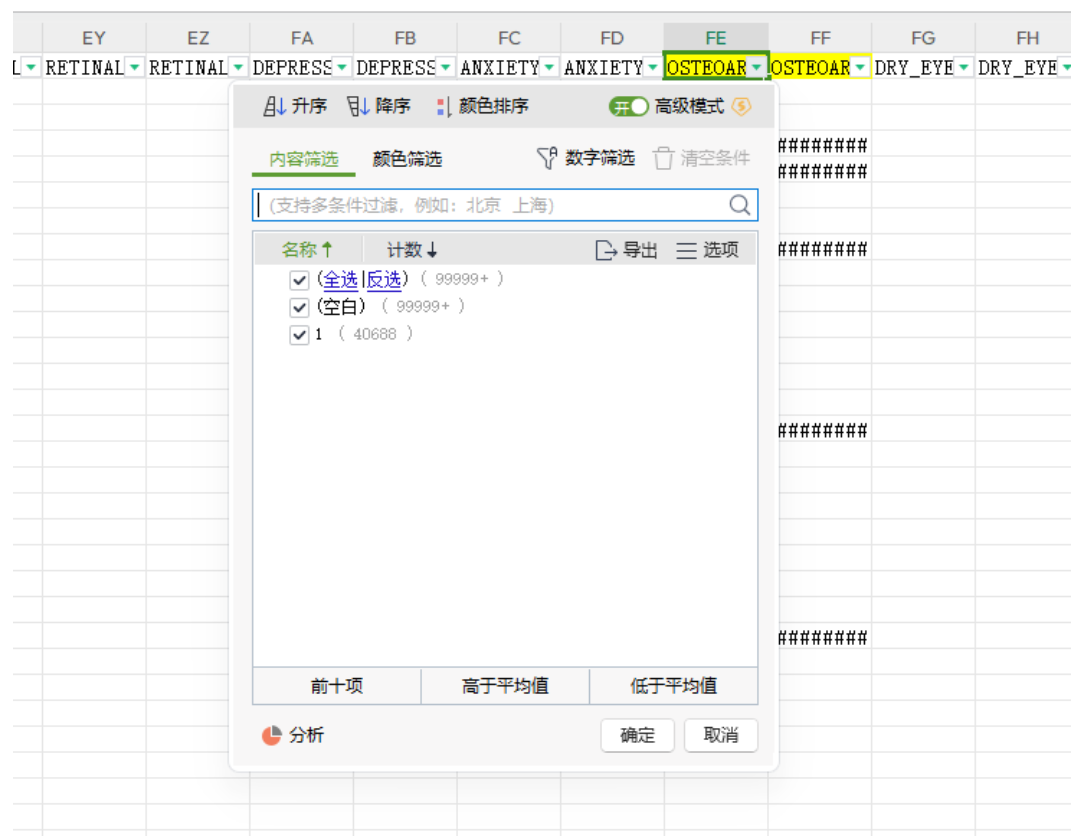 EY EZ FA FB FC FD FE FF FG FH
L RETINAL RETINAL DEPRESS DEPRESS ANXIETY ANXIETY OSTEOAR OSTEOAR DRY_EYE DRY_EYE
升序 降序 颜色排序 开 高级模式
########
内容筛选 颜色筛选 数字筛选 清空条件
########
(支持多条件过滤，例如：北京 上海)
名称 计数 导出 选项
########
(全选|反选) ( 99999+ )
(空白) ( 99999+ )
1 ( 40688 )
########
########
前十项 高于平均值 低于平均值
分析 确定 取消